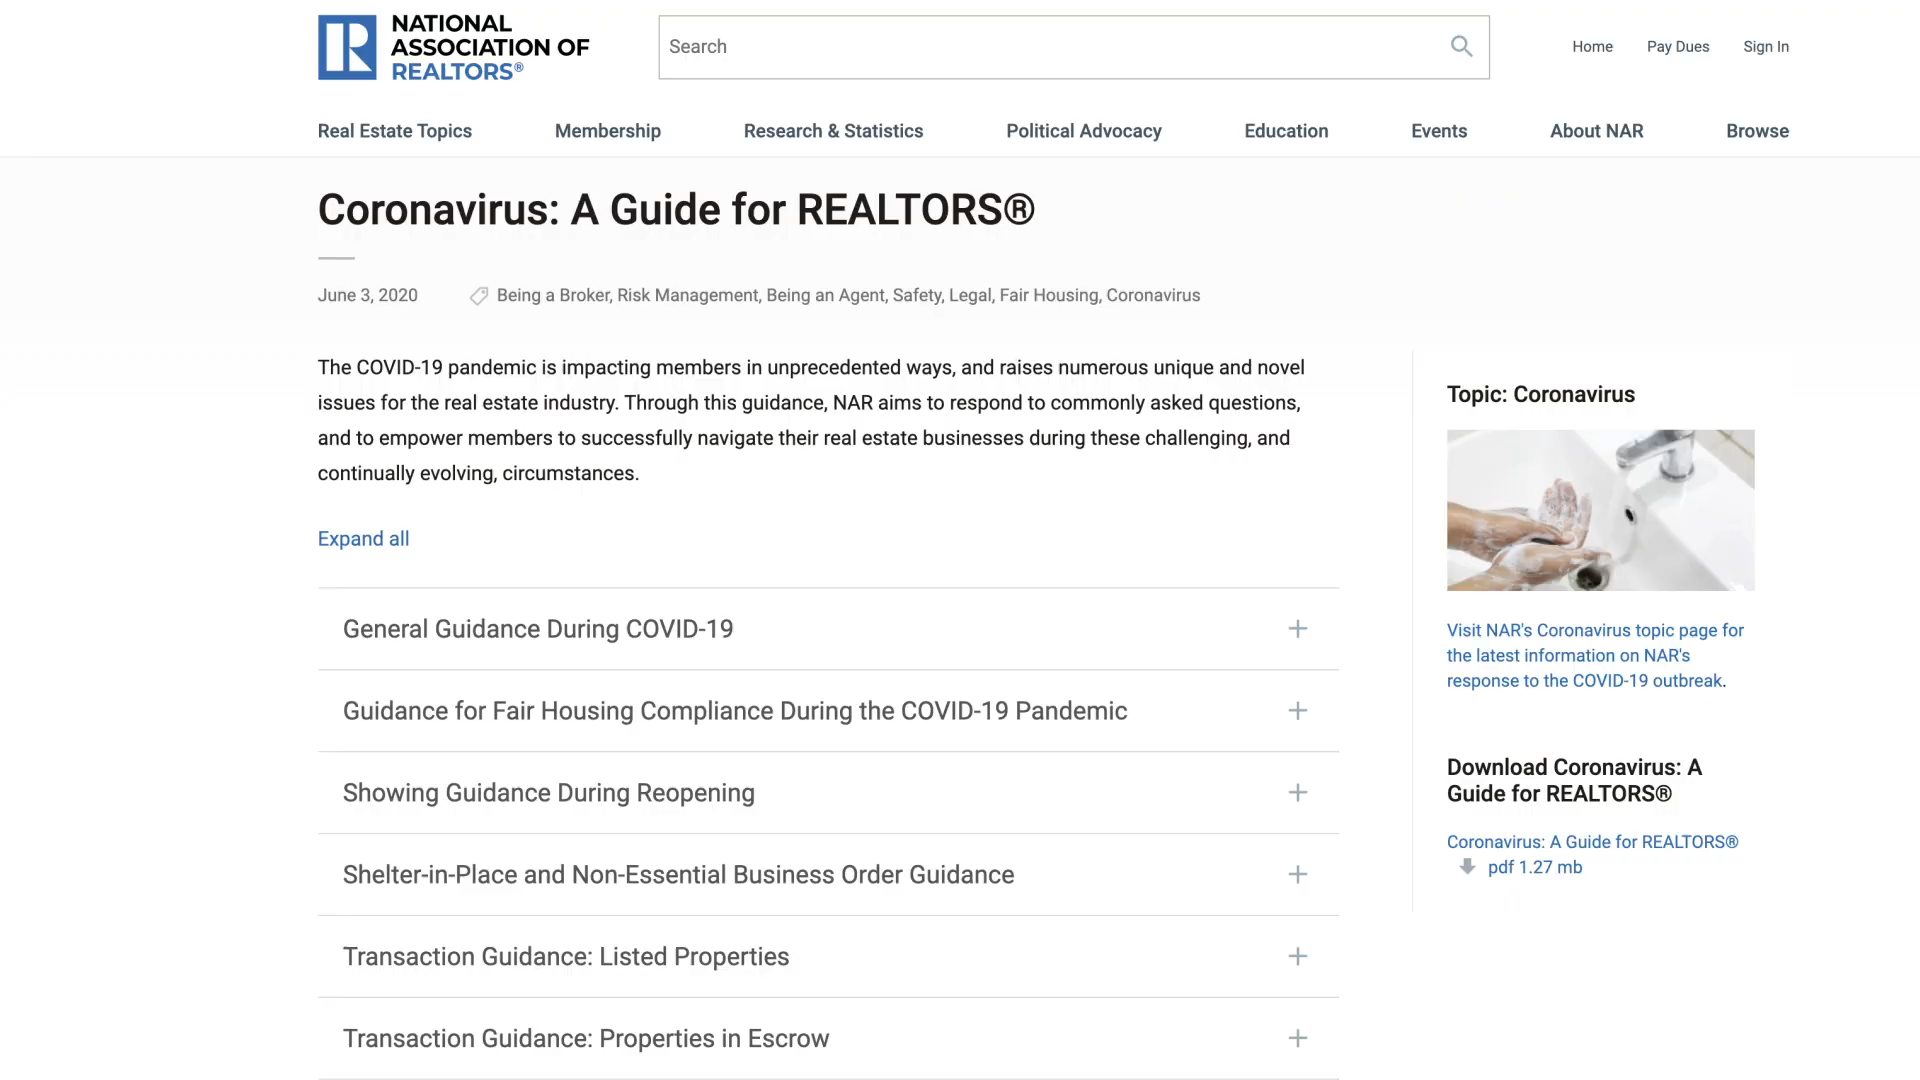 NATIONAL
ASSOCIATION OF
REALTORS®
Search
Home
Pay Dues
Sign In
Real Estate Topics
Membership
Research & Statistics
Political Advocacy
Education
Events
About NAR
Browse
Coronavirus: A Guide for REALTORS®
June 3, 2020
Being a Broker, Risk Management, Being an Agent, Safety, Legal, Fair Housing, Coronavirus
The COVID-19 pandemic is impacting members in unprecedented ways, and raises numerous unique and novel
issues for the real estate industry. Through this guidance, NAR aims to respond to commonly asked questions,
and to empower members to successfully navigate their real estate businesses during these challenging, and
continually evolving, circumstances.
Expand all
General Guidance During COVID-19
Guidance for Fair Housing Compliance During the COVID-19 Pandemic
Showing Guidance During Reopening
Shelter-in-Place and Non-Essential Business Order Guidance
Transaction Guidance: Listed Properties
Transaction Guidance: Properties in Escrow
Topic: Coronavirus
Visit NAR's Coronavirus topic page for
the latest information on NAR's
response to the COVID-19 outbreak.
Download Coronavirus: A
Guide for REALTORS®
Coronavirus: A Guide for REALTORS®
pdf 1.27 mb